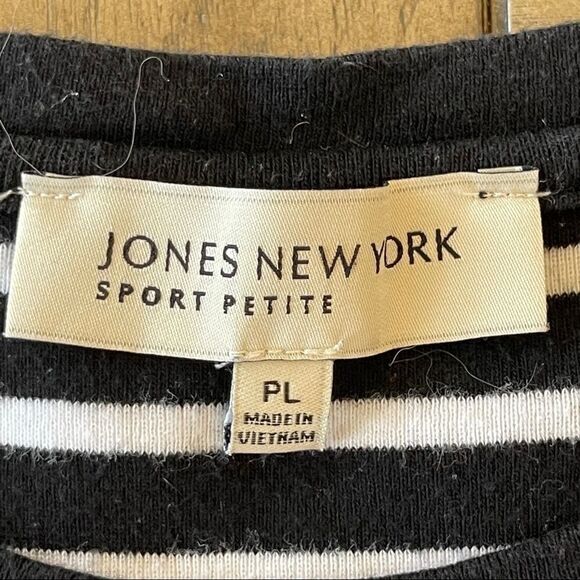 JONES NEW YORK
SPORT PETITE
PL
MADE IN
VIETNAM